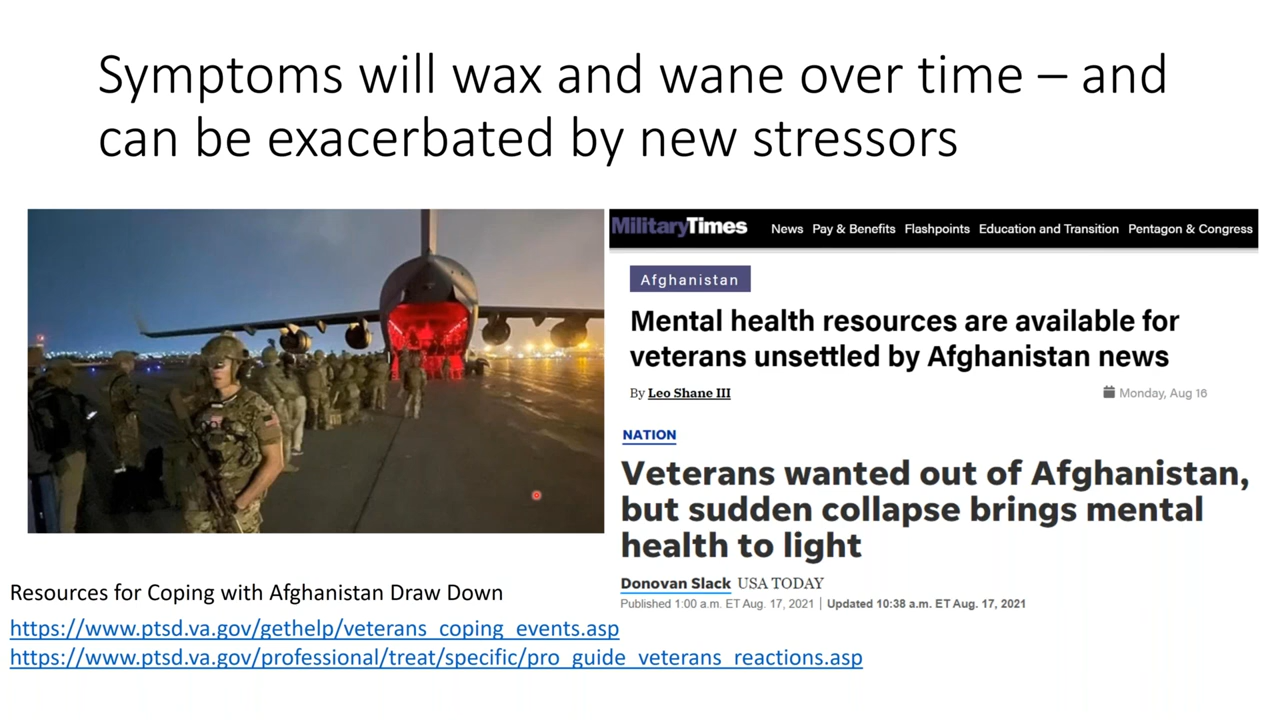 Symptoms will wax and wane over time – and
can be exacerbated by new stressors
MilitaryTimes News Pay & Benefits Flashpoints Education and Transition Pentagon & Congress
Afghanistan
Mental health resources are available for
veterans unsettled by Afghanistan news
By Leo Shane III Monday, Aug 16
NATION
Veterans wanted out of Afghanistan,
but sudden collapse brings mental
health to light
Donovan Slack USA TODAY
Published 1:00 a.m. ET Aug. 17, 2021 | Updated 10:38 a.m. ET Aug. 17, 2021
Resources for Coping with Afghanistan Draw Down
https://www.ptsd.va.gov/gethelp/veterans_coping_events.asp
https://www.ptsd.va.gov/professional/treat/specific/pro_guide_veterans_reactions.asp